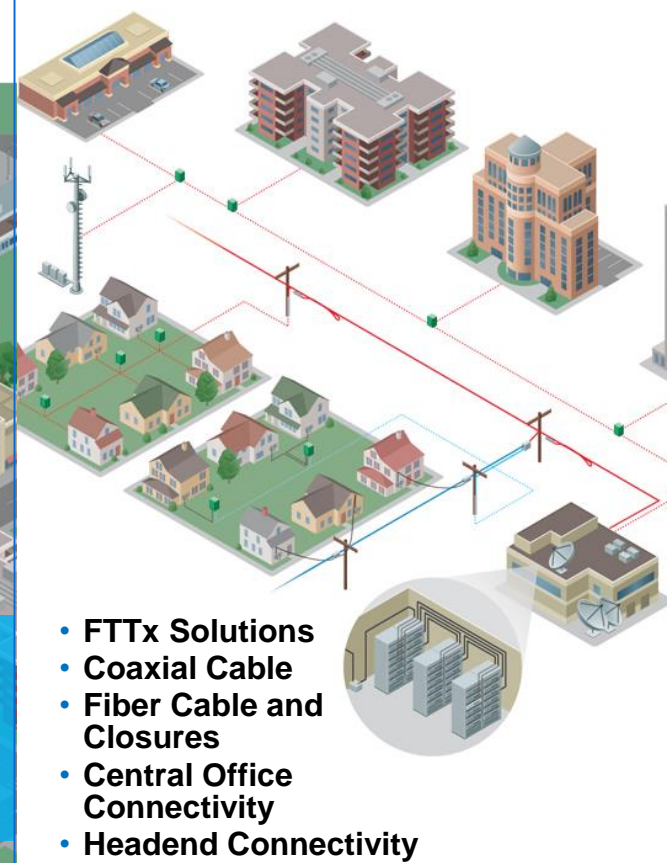 • FTTx Solutions
• Coaxial Cable
• Fiber Cable and
Closures
• Central Office
Connectivity
• Headend Connectivity